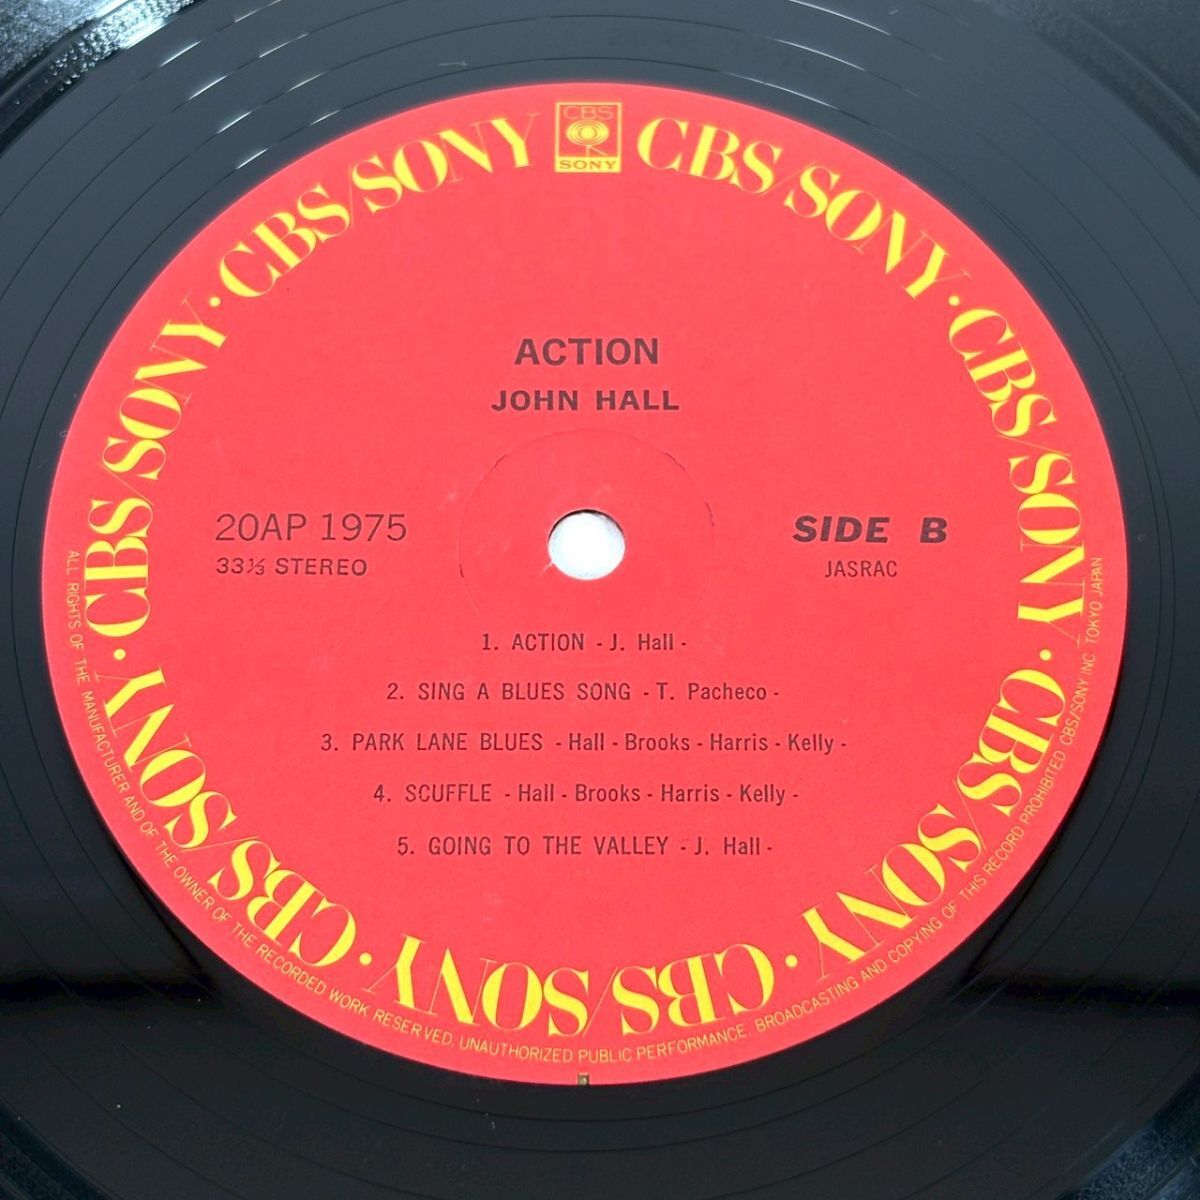 CBS
SONY
CBS/SONY · CBS/SONY · CBS/SONY · CBS/SONY · CBS/SONY · CBS/SONY · CBS/SONY · CBS/SONY
ACTION
JOHN HALL
20AP 1975
33⅓ STEREO
SIDE B
JASRAC
1. ACTION - J. Hall -
2. SING A BLUES SONG - T. Pacheco -
3. PARK LANE BLUES - Hall - Brooks - Harris - Kelly -
4. SCUFFLE - Hall - Brooks - Harris - Kelly -
5. GOING TO THE VALLEY - J. Hall -
ALL RIGHTS OF THE MANUFACTURER AND OF THE OWNER OF THE RECORDED WORK RESERVED. UNAUTHORIZED PUBLIC PERFORMANCE. BROADCASTING AND COPYING OF THIS RECORD PROHIBITED CBS/SONY INC TOKYO JAPAN